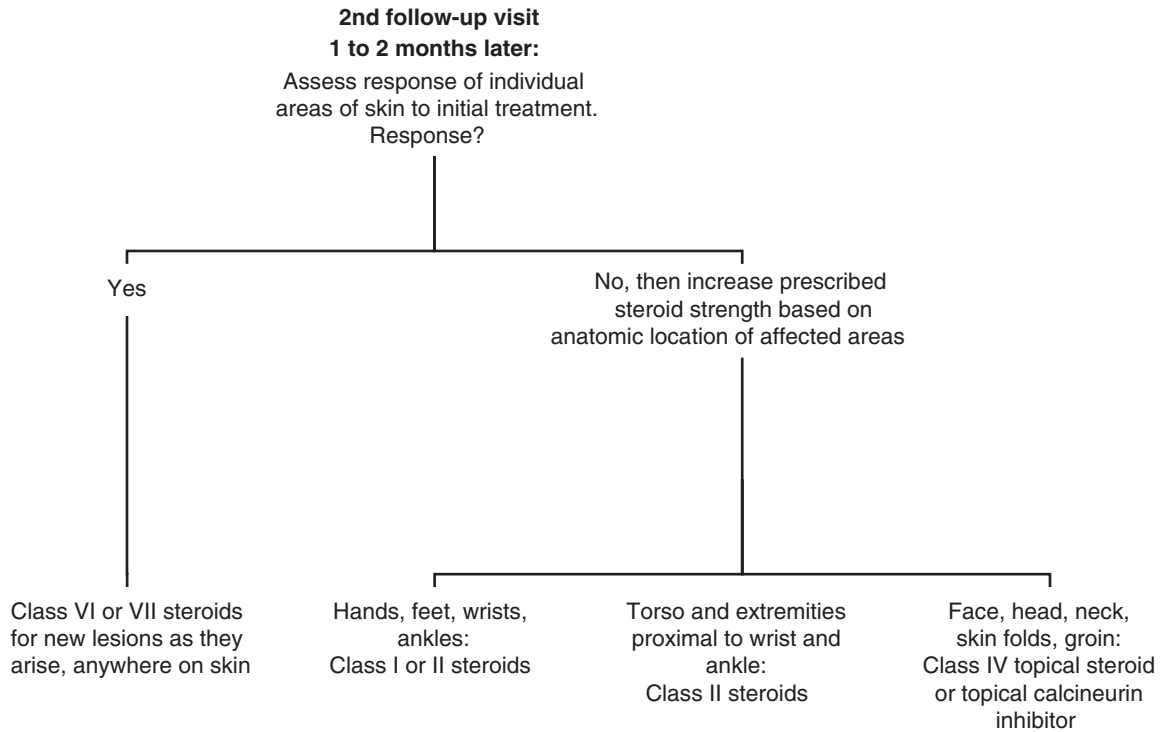 2nd follow-up visit
1 to 2 months later:
Assess response of individual
areas of skin to initial treatment.
Response?
Yes
No, then increase prescribed
steroid strength based on
anatomic location of affected areas
Class VI or VII steroids
for new lesions as they
arise, anywhere on skin
Hands, feet, wrists,
ankles:
Class I or II steroids
Torso and extremities
proximal to wrist and
ankle:
Class II steroids
Face, head, neck,
skin folds, groin:
Class IV topical steroid
or topical calcineurin
inhibitor